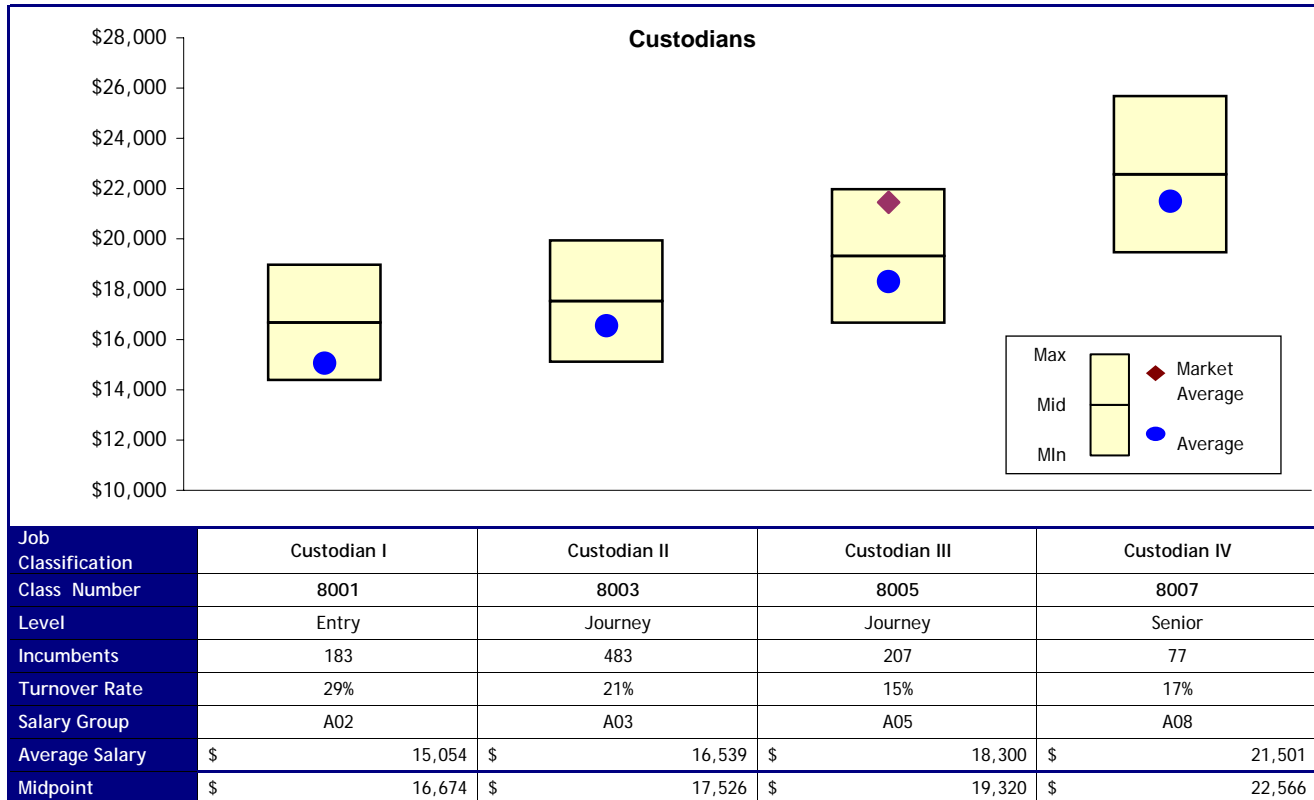 Custodians
$28,000
$26,000
$24,000
$22,000
$20,000
$18,000
$16,000
$14,000
$12,000
$10,000
Max
Mid
MIn
Market
Average
Average
Job
Classification Custodian I Custodian II Custodian III Custodian IV
Class Number 8001 8003 8005 8007
Level Entry Journey Journey Senior
Incumbents 183 483 207 77
Turnover Rate 29% 21% 15% 17%
Salary Group A02 A03 A05 A08
Average Salary $ 15,054 $ 16,539 $ 18,300 $ 21,501
Midpoint $ 16,674 $ 17,526 $ 19,320 $ 22,566